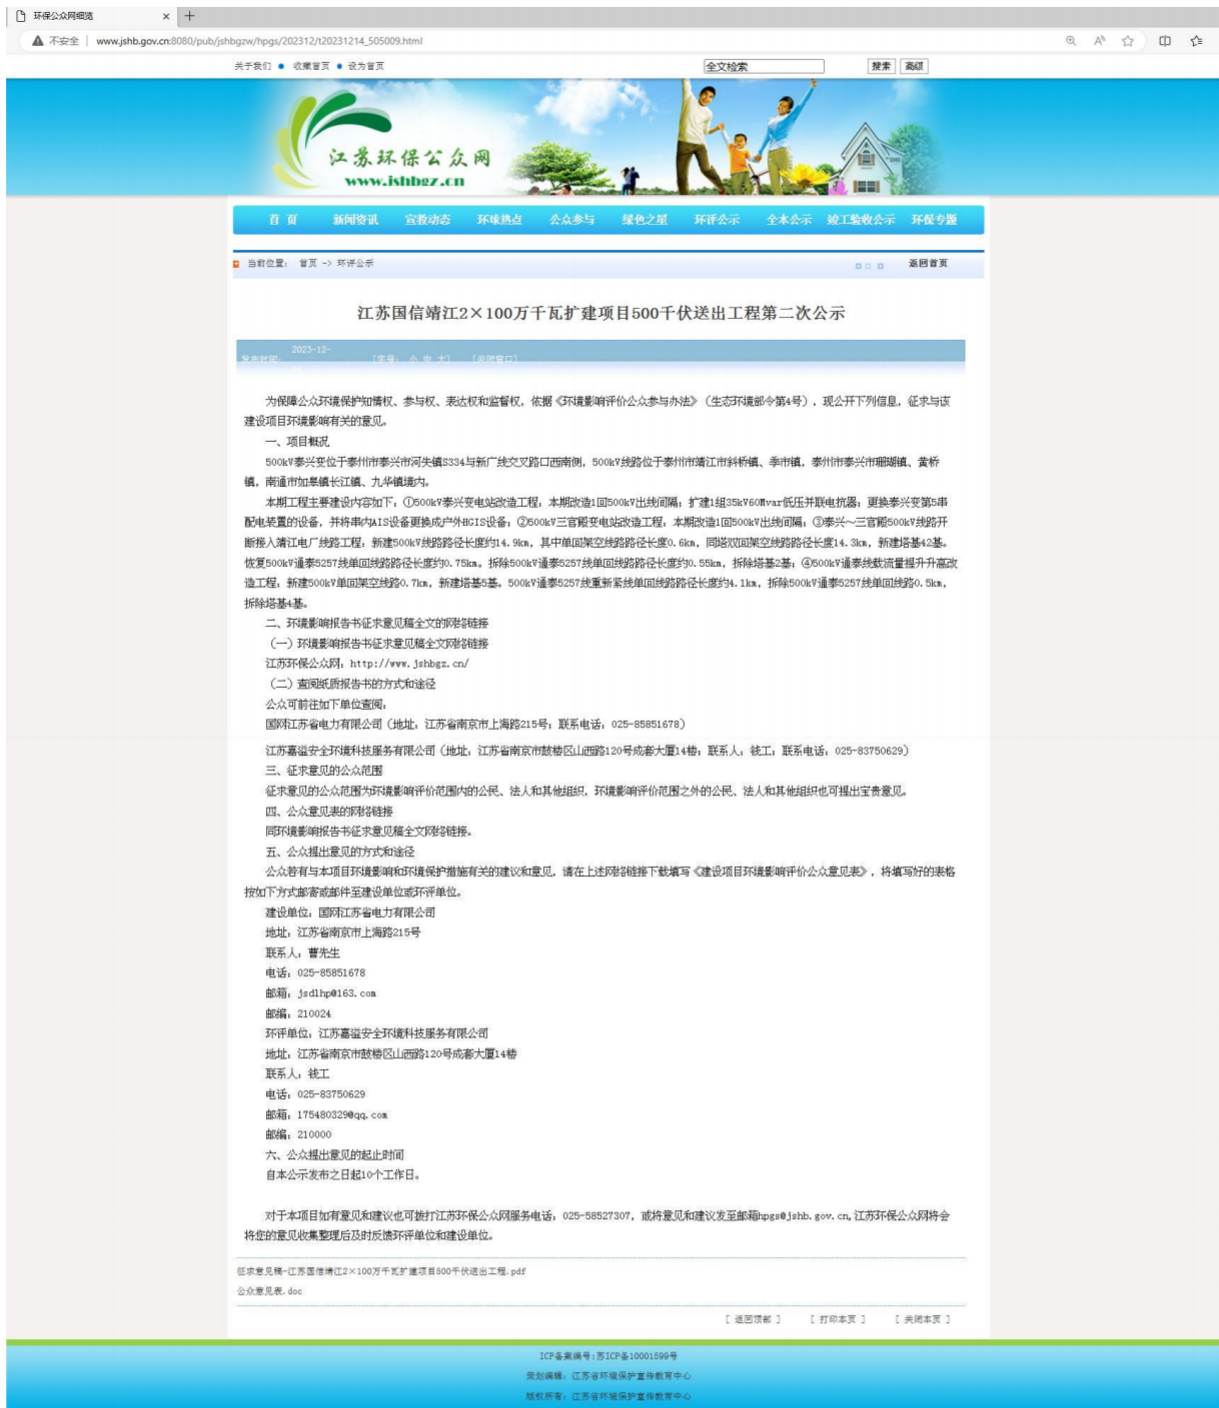 环保公众网细览
不安全 | www.jshb.gov.cn:8080/pub/jshbgzw/hpgs/202312/t20231214_505009.html
关于我们 ● 收藏首页 ● 设为首页
全文检索 搜索 高级
江苏环保公众网
www.jshbgz.cn
首 页 新闻资讯 宣教动态 环球热点 公众参与 绿色之星 环评公示 全本公示 竣工验收公示 环保专题
当前位置: 首页 -> 环评公示
返回首页
江苏国信靖江2×100万千瓦扩建项目500千伏送出工程第二次公示
发布时间: 2023-12- [字号: 小 中 大] [关闭窗口]
为保障公众环境保护知情权、参与权、表达权和监督权，依据《环境影响评价公众参与办法》（生态环境部令第4号），现公开下列信息，征求与该
建设项目环境影响有关的意见。
一、项目概况
500kV泰兴变位于泰州市泰兴市河失镇S334与新广线交叉路口西南侧，500kV线路位于泰州市靖江市斜桥镇、季市镇，泰州市泰兴市珊瑚镇、黄桥
镇，南通市如皋镇长江镇、九华镇境内。
本期工程主要建设内容如下：①500kV泰兴变电站改造工程：本期改造1回500kV出线间隔；扩建1组35kV60Mvar低压并联电抗器；更换泰兴变第5串
配电装置的设备，并将串内AIS设备更换成户外HGIS设备；②500kV三官殿变电站改造工程：本期改造1回500kV出线间隔；③泰兴～三官殿500kV线路开
断接入靖江电厂线路工程：新建500kV线路路径长度约14.9km，其中单回架空线路路径长度0.6km，同塔双回架空线路路径长度14.3km，新建塔基42基。
恢复500kV通泰5257线单回线路路径长度约0.75km。拆除500kV通泰5257线单回线路路径长度约0.55km，拆除塔基2基；④500kV通泰线载流量提升升高改
造工程：新建500kV单回架空线路0.7km，新建塔基5基。500kV通泰5257线重新紧线单回线路路径长度约4.1km，拆除500kV通泰5257线单回线路0.5km，
拆除塔基4基。
二、环境影响报告书征求意见稿全文的网络链接
（一）环境影响报告书征求意见稿全文网络链接
江苏环保公众网：http://www.jshbgz.cn/
（二）查阅纸质报告书的方式和途径
公众可前往如下单位查阅：
国网江苏省电力有限公司（地址：江苏省南京市上海路215号；联系电话：025-85851678）
江苏嘉溢安全环境科技服务有限公司（地址：江苏省南京市鼓楼区山西路120号成套大厦14楼；联系人：钱工；联系电话：025-83750629）
三、征求意见的公众范围
征求意见的公众范围为环境影响评价范围内的公民、法人和其他组织，环境影响评价范围之外的公民、法人和其他组织也可提出宝贵意见。
四、公众意见表的网络链接
同环境影响报告书征求意见稿全文网络链接。
五、公众提出意见的方式和途径
公众若有与本项目环境影响和环境保护措施有关的建议和意见，请在上述网络链接下载填写《建设项目环境影响评价公众意见表》，将填写好的表格
按如下方式邮寄或邮件至建设单位或环评单位。
建设单位：国网江苏省电力有限公司
地址：江苏省南京市上海路215号
联系人：曹先生
电话：025-85851678
邮箱：jsdlhp@163.com
邮编：210024
环评单位：江苏嘉溢安全环境科技服务有限公司
地址：江苏省南京市鼓楼区山西路120号成套大厦14楼
联系人：钱工
电话：025-83750629
邮箱：175480329@qq.com
邮编：210000
六、公众提出意见的起止时间
自本公示发布之日起10个工作日。
对于本项目如有意见和建议也可拨打江苏环保公众网服务电话：025-58527307，或将意见和建议发至邮箱hpgs@jshb.gov.cn,江苏环保公众网将会
将您的意见收集整理后及时反馈环评单位和建设单位。
征求意见稿-江苏国信靖江2×100万千瓦扩建项目500千伏送出工程.pdf
公众意见表.doc
[ 返回顶部 ] [ 打印本页 ] [ 关闭本页 ]
ICP备案编号:苏ICP备10001599号
策划编辑：江苏省环境保护宣传教育中心
版权所有：江苏省环境保护宣传教育中心